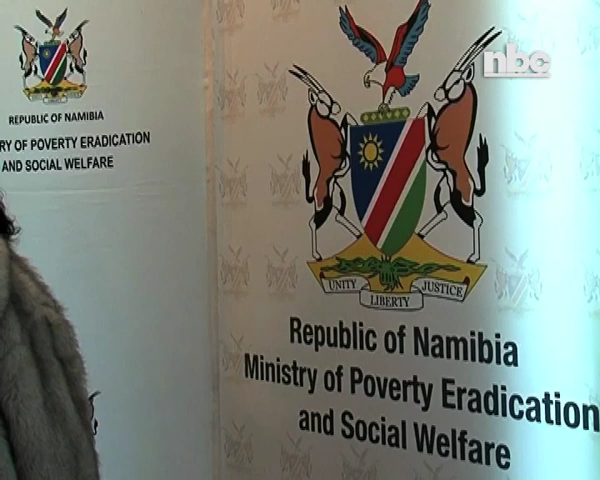 nbc
REPUBLIC OF NAMIBIA
RY OF POVERTY ERADICATION
AND SOCIAL WELFARE
UNITY LIBERTY JUSTICE
Republic of Namibia
Ministry of Poverty Eradication
and Social Welfare